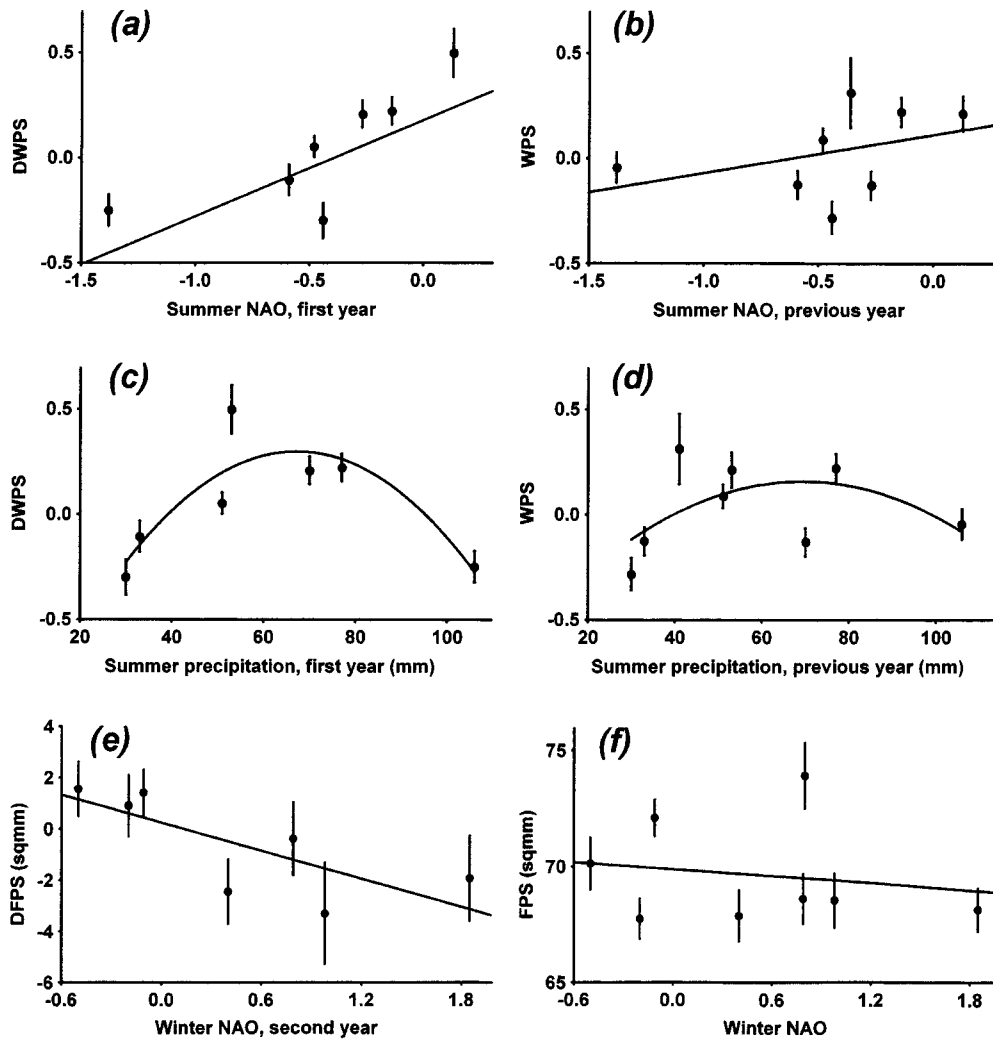 (a)
0.5
0.0
-0.5
DWPS
-1.5 -1.0 -0.5 0.0
Summer NAO, first year
(b)
0.5
0.0
-0.5
WPS
-1.5 -1.0 -0.5 0.0
Summer NAO, previous year
(c)
0.5
0.0
-0.5
DWPS
20 40 60 80 100
Summer precipitation, first year (mm)
(d)
0.5
0.0
-0.5
WPS
20 40 60 80 100
Summer precipitation, previous year (mm)
(e)
4
2
0
-2
-4
-6
DFPS (sqmm)
-0.6 0.0 0.6 1.2 1.8
Winter NAO, second year
(f)
75
70
65
FPS (sqmm)
-0.6 0.0 0.6 1.2 1.8
Winter NAO